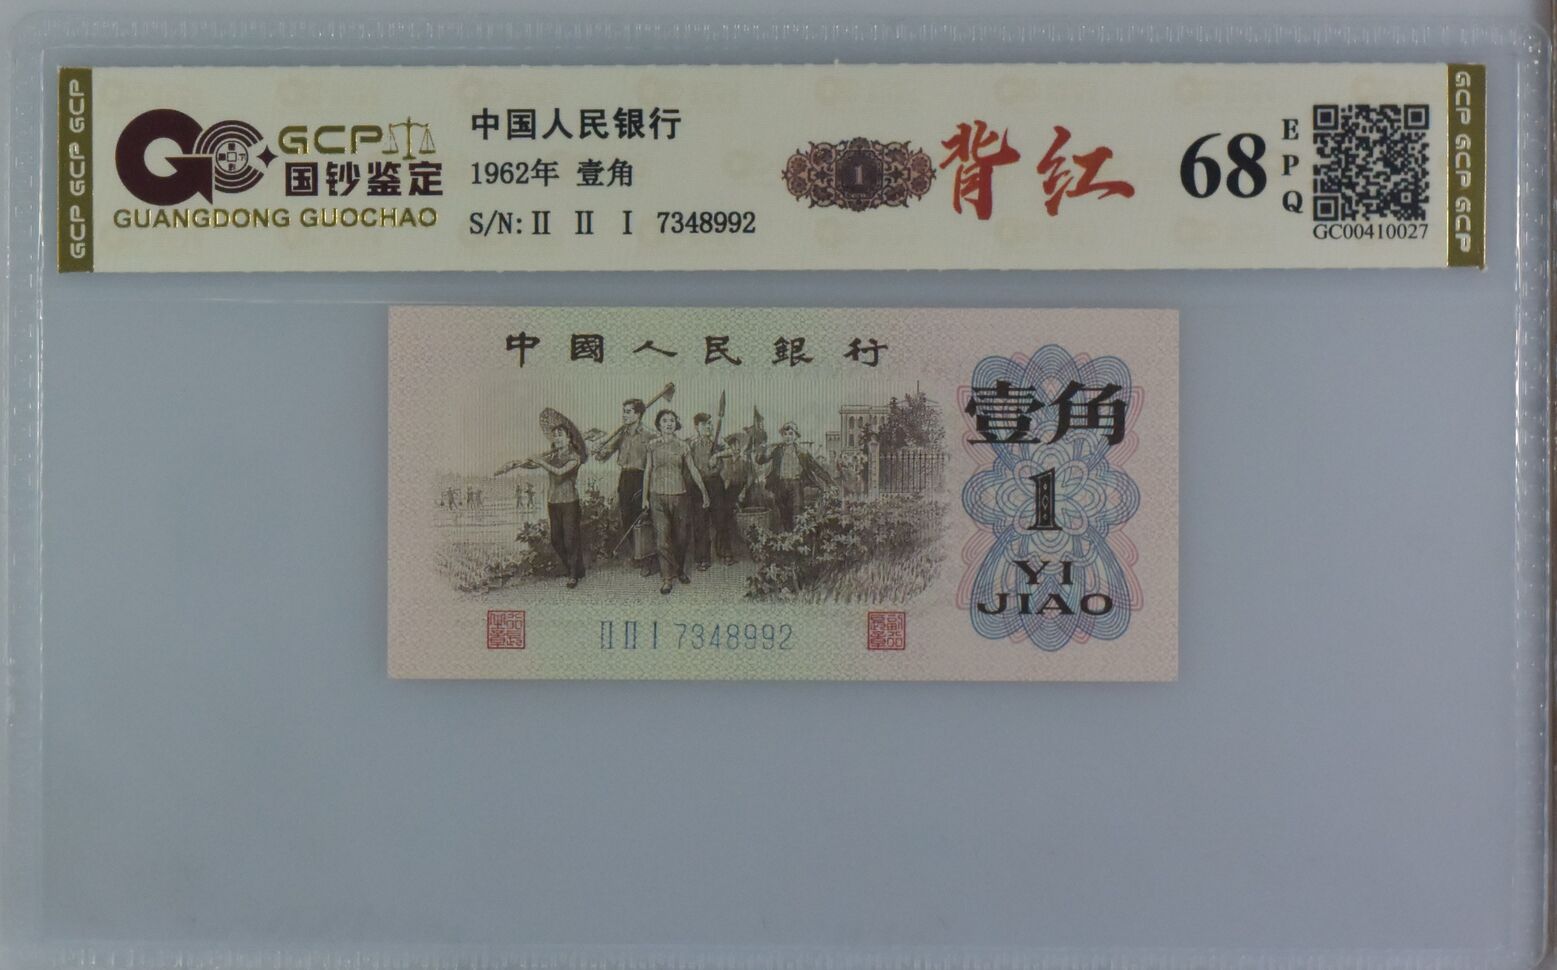 GCP GCP GCP
GCP
国钞鉴定
GUANGDONG GUOCHAO
中国人民银行
1962年 壹角
S/N: II II I 7348992
1
背红
68
E
P
Q
GC00410027
GCP GCP GCP
中國人民銀行
壹角
1
YI
JIAO
II II I 7348992